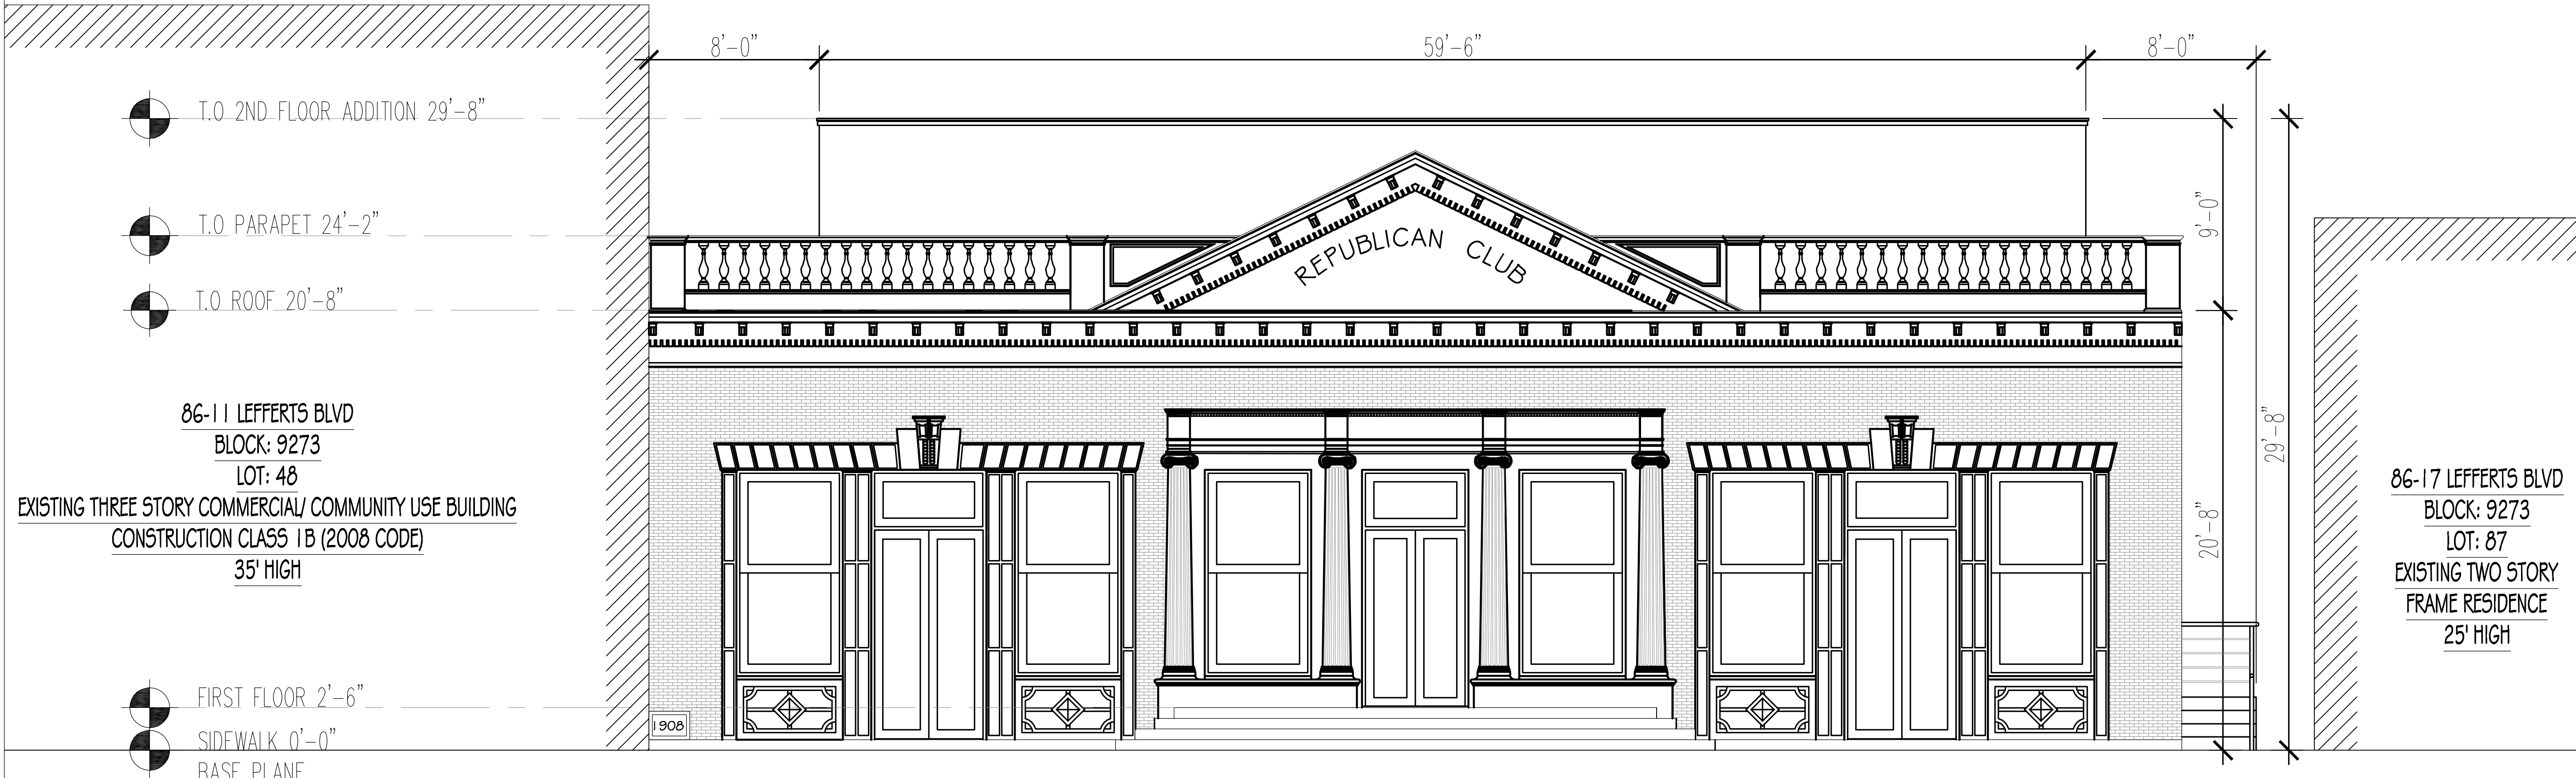 8'-0"
59'-6"
8'-0"
T.O 2ND FLOOR ADDITION 29'-8"
T.O PARAPET 24'-2"
T.O ROOF 20'-8"
9'-0"
REPUBLICAN CLUB
86-11 LEFFERTS BLVD
BLOCK: 9273
LOT: 48
EXISTING THREE STORY COMMERCIAL/ COMMUNITY USE BUILDING
CONSTRUCTION CLASS 1B (2008 CODE)
35' HIGH
29'-8"
20'-8"
86-17 LEFFERTS BLVD
BLOCK: 9273
LOT: 87
EXISTING TWO STORY
FRAME RESIDENCE
25' HIGH
FIRST FLOOR 2'-6"
1908
SIDEWALK 0'-0"
BASE PLANE